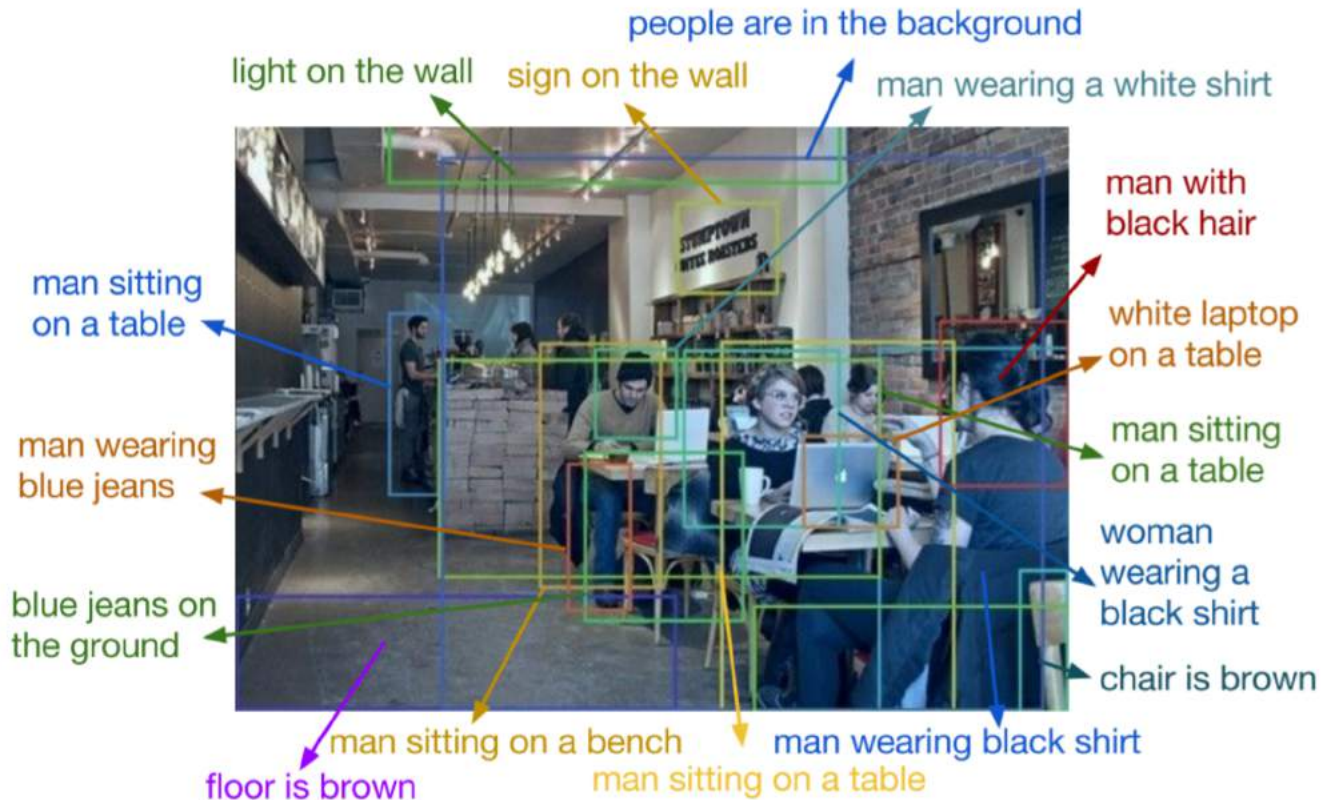 people are in the background
light on the wall
sign on the wall
man wearing a white shirt
man with
black hair
STUMPTOWN
COFFEE ROASTERS
man sitting
on a table
white laptop
on a table
man wearing
blue jeans
man sitting
on a table
woman
wearing a
black shirt
blue jeans on
the ground
chair is brown
man sitting on a bench
man wearing black shirt
man sitting on a table
floor is brown